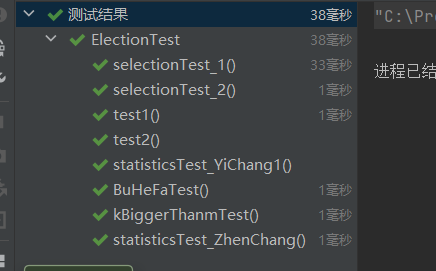 测试结果 38毫秒
"C:\Pr
ElectionTest 38毫秒
selectionTest_1() 33毫秒
进程已结
selectionTest_2() 1毫秒
test1() 1毫秒
test2()
statisticsTest_YiChang1()
BuHeFaTest() 1毫秒
kBiggerThanmTest() 1毫秒
statisticsTest_ZhenChang() 1毫秒